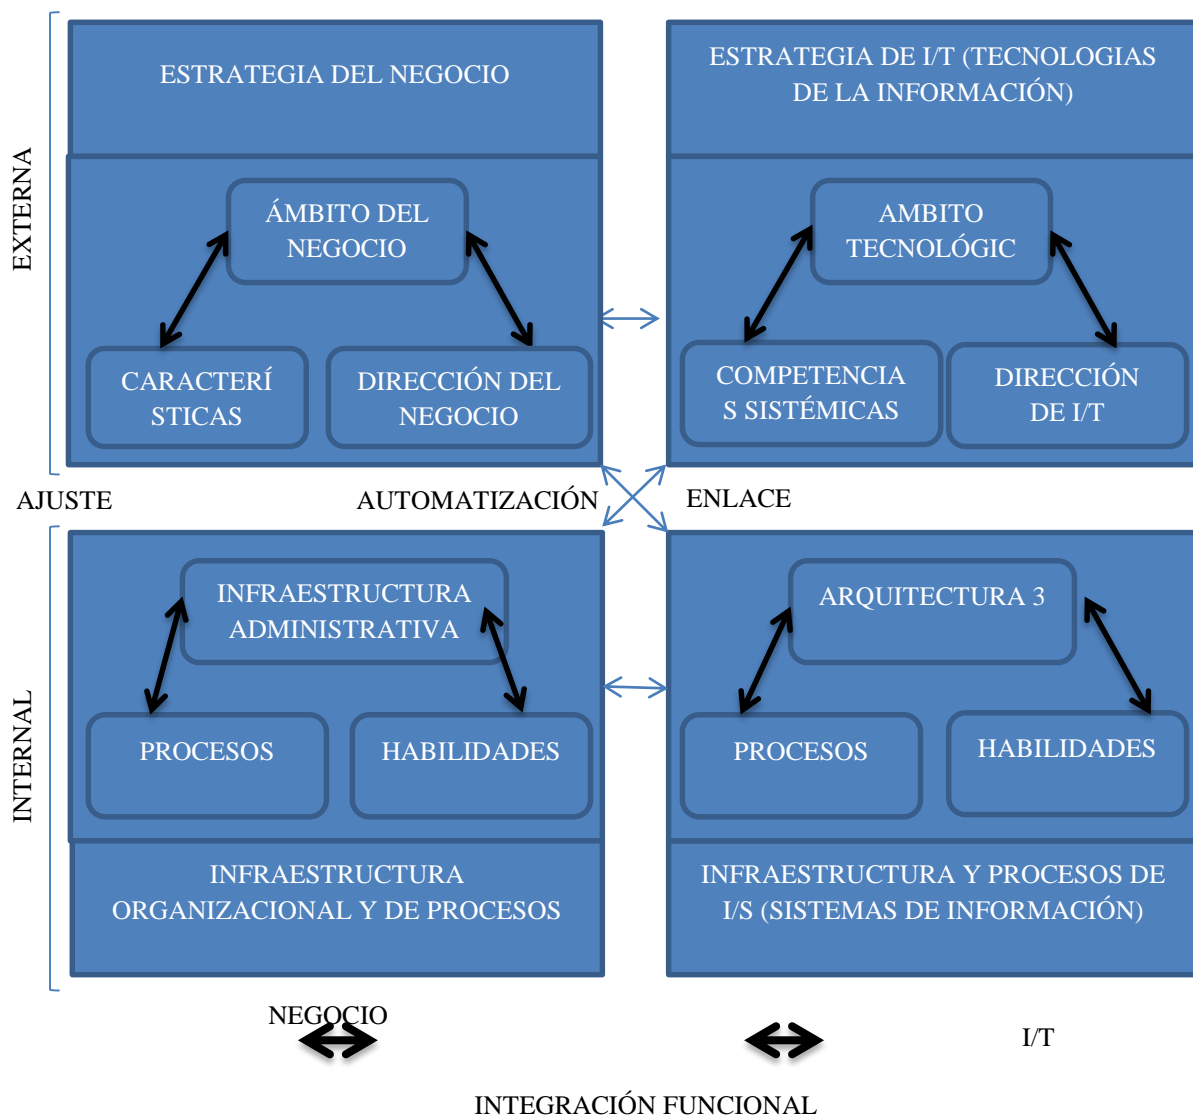 ESTRATEGIA DEL NEGOCIO
ESTRATEGIA DE I/T (TECNOLOGIAS
DE LA INFORMACIÓN)
EXTERNA
ÁMBITO DEL
NEGOCIO
AMBITO
TECNOLÓGIC
CARACTERÍ
STICAS
DIRECCIÓN DEL
NEGOCIO
COMPETENCIA
S SISTÉMICAS
DIRECCIÓN
DE I/T
AJUSTE
AUTOMATIZACIÓN
ENLACE
INTERNAL
INFRAESTRUCTURA
ADMINISTRATIVA
ARQUITECTURA 3
PROCESOS
HABILIDADES
PROCESOS
HABILIDADES
INFRAESTRUCTURA
ORGANIZACIONAL Y DE PROCESOS
INFRAESTRUCTURA Y PROCESOS DE
I/S (SISTEMAS DE INFORMACIÓN)
NEGOCIO
I/T
INTEGRACIÓN FUNCIONAL